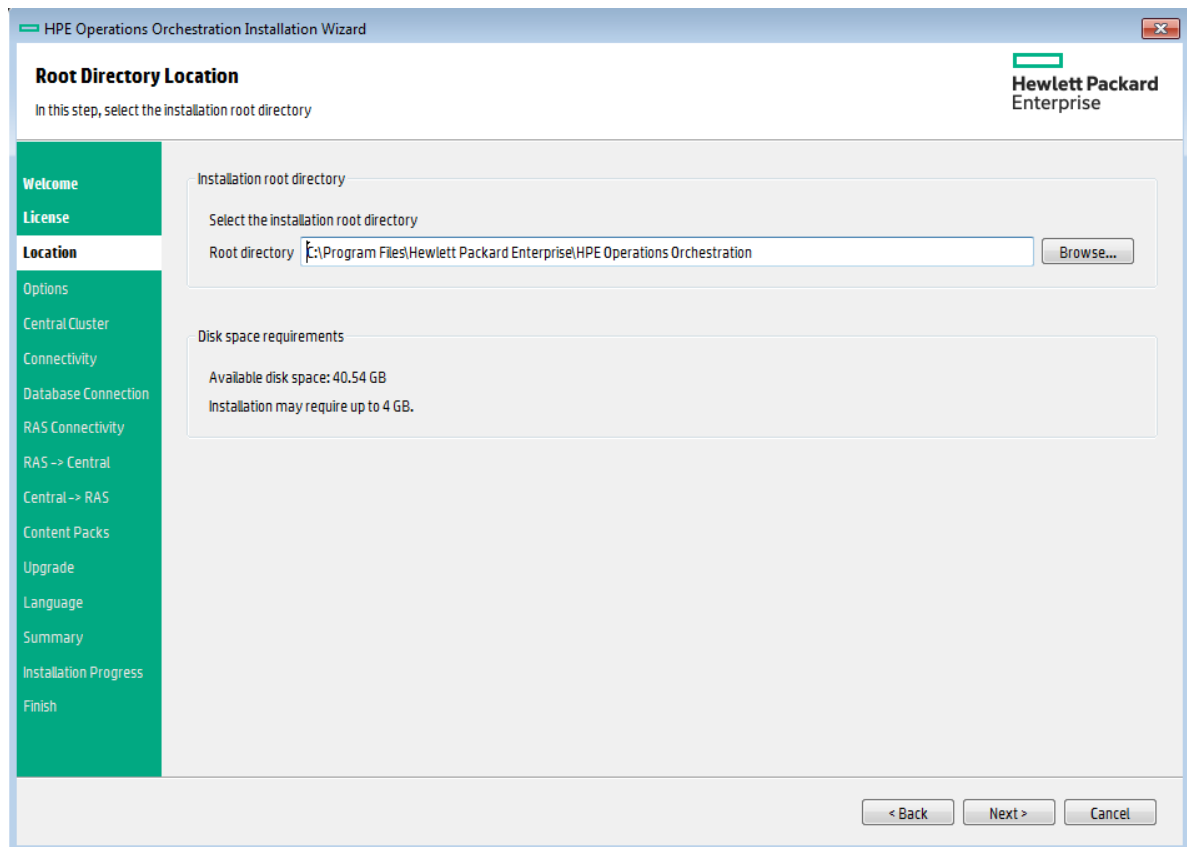 HPE Operations Orchestration Installation Wizard
Root Directory Location
In this step, select the installation root directory
Hewlett Packard
Enterprise
Welcome
License
Location
Options
Central Cluster
Connectivity
Database Connection
RAS Connectivity
RAS -> Central
Central -> RAS
Content Packs
Upgrade
Language
Summary
Installation Progress
Finish
Installation root directory
Select the installation root directory
Root directory C:\Program Files\Hewlett Packard Enterprise\HPE Operations Orchestration Browse...
Disk space requirements
Available disk space: 40.54 GB
Installation may require up to 4 GB.
< Back Next > Cancel